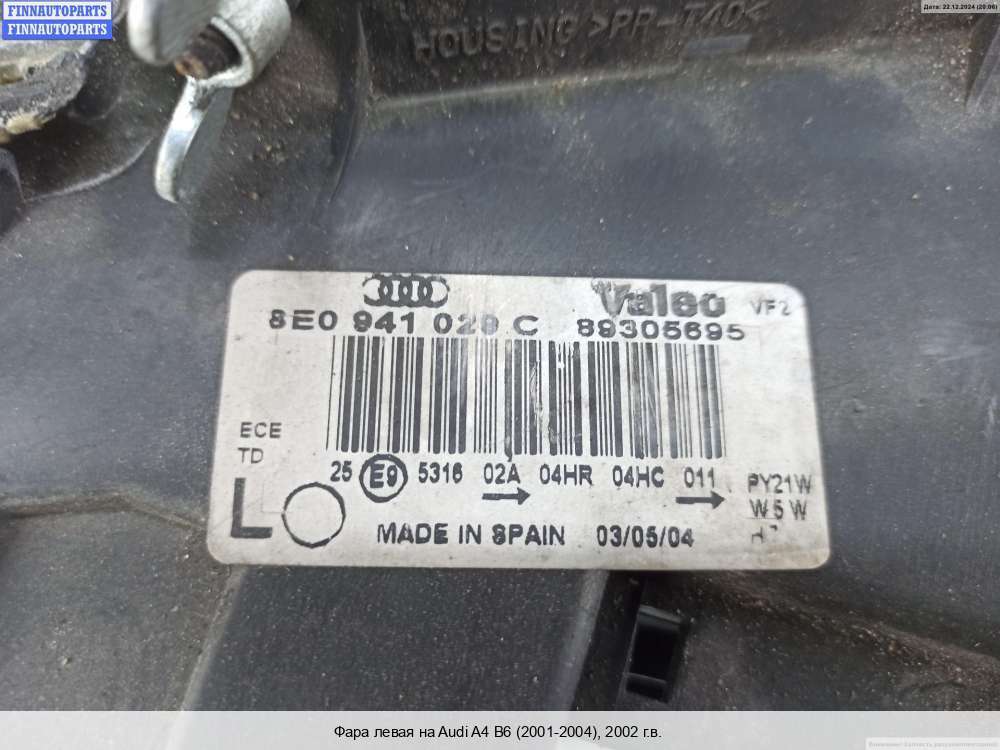 FINNAUTOPARTS
FINNAUTOPARTS
Дата: 22.12.2024 (20:06)
HOUSING >PP-T40<
Valeo VF2
8E0 941 029 C 89305695
ECE
TD
25 E9 5316 02A 04HR 04HC 011
PY21W
W5W
L
MADE IN SPAIN 03/05/04
Фара левая на Audi A4 B6 (2001-2004), 2002 г.в.